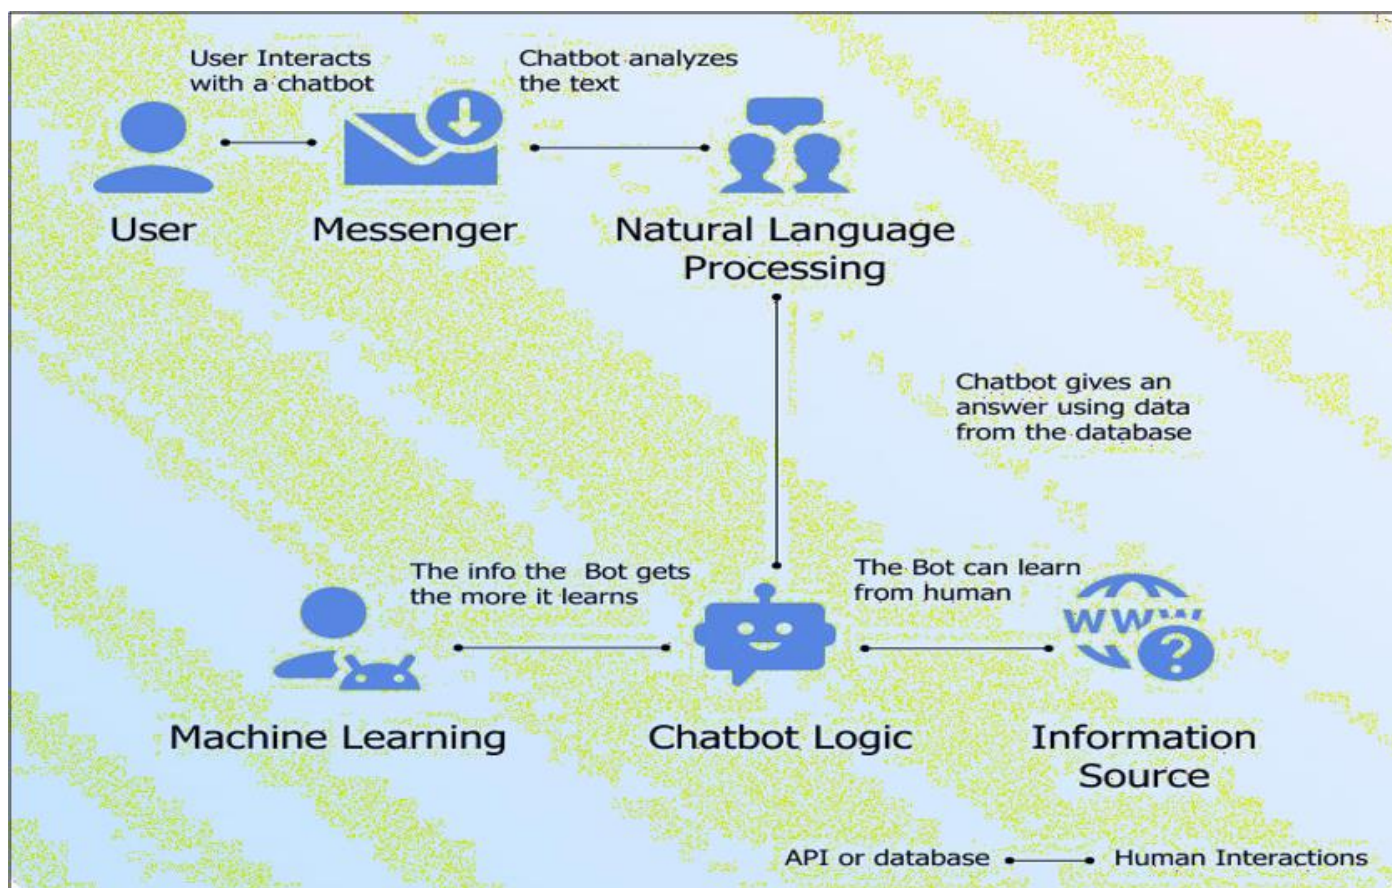 User Interacts
with a chatbot
Chatbot analyzes
the text
User
Messenger
Natural Language
Processing
Chatbot gives an
answer using data
from the database
The info the Bot gets
the more it learns
The Bot can learn
from human
WWW
?
Machine Learning
Chatbot Logic
Information
Source
API or database
Human Interactions